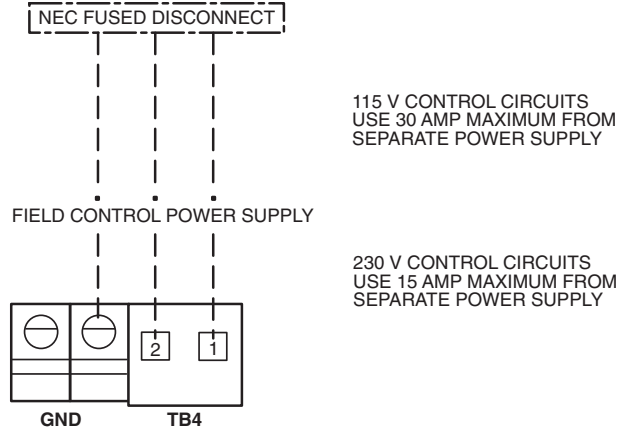 NEC FUSED DISCONNECT
115 V CONTROL CIRCUITS
USE 30 AMP MAXIMUM FROM
SEPARATE POWER SUPPLY
FIELD CONTROL POWER SUPPLY
230 V CONTROL CIRCUITS
USE 15 AMP MAXIMUM FROM
SEPARATE POWER SUPPLY
2 1
GND TB4